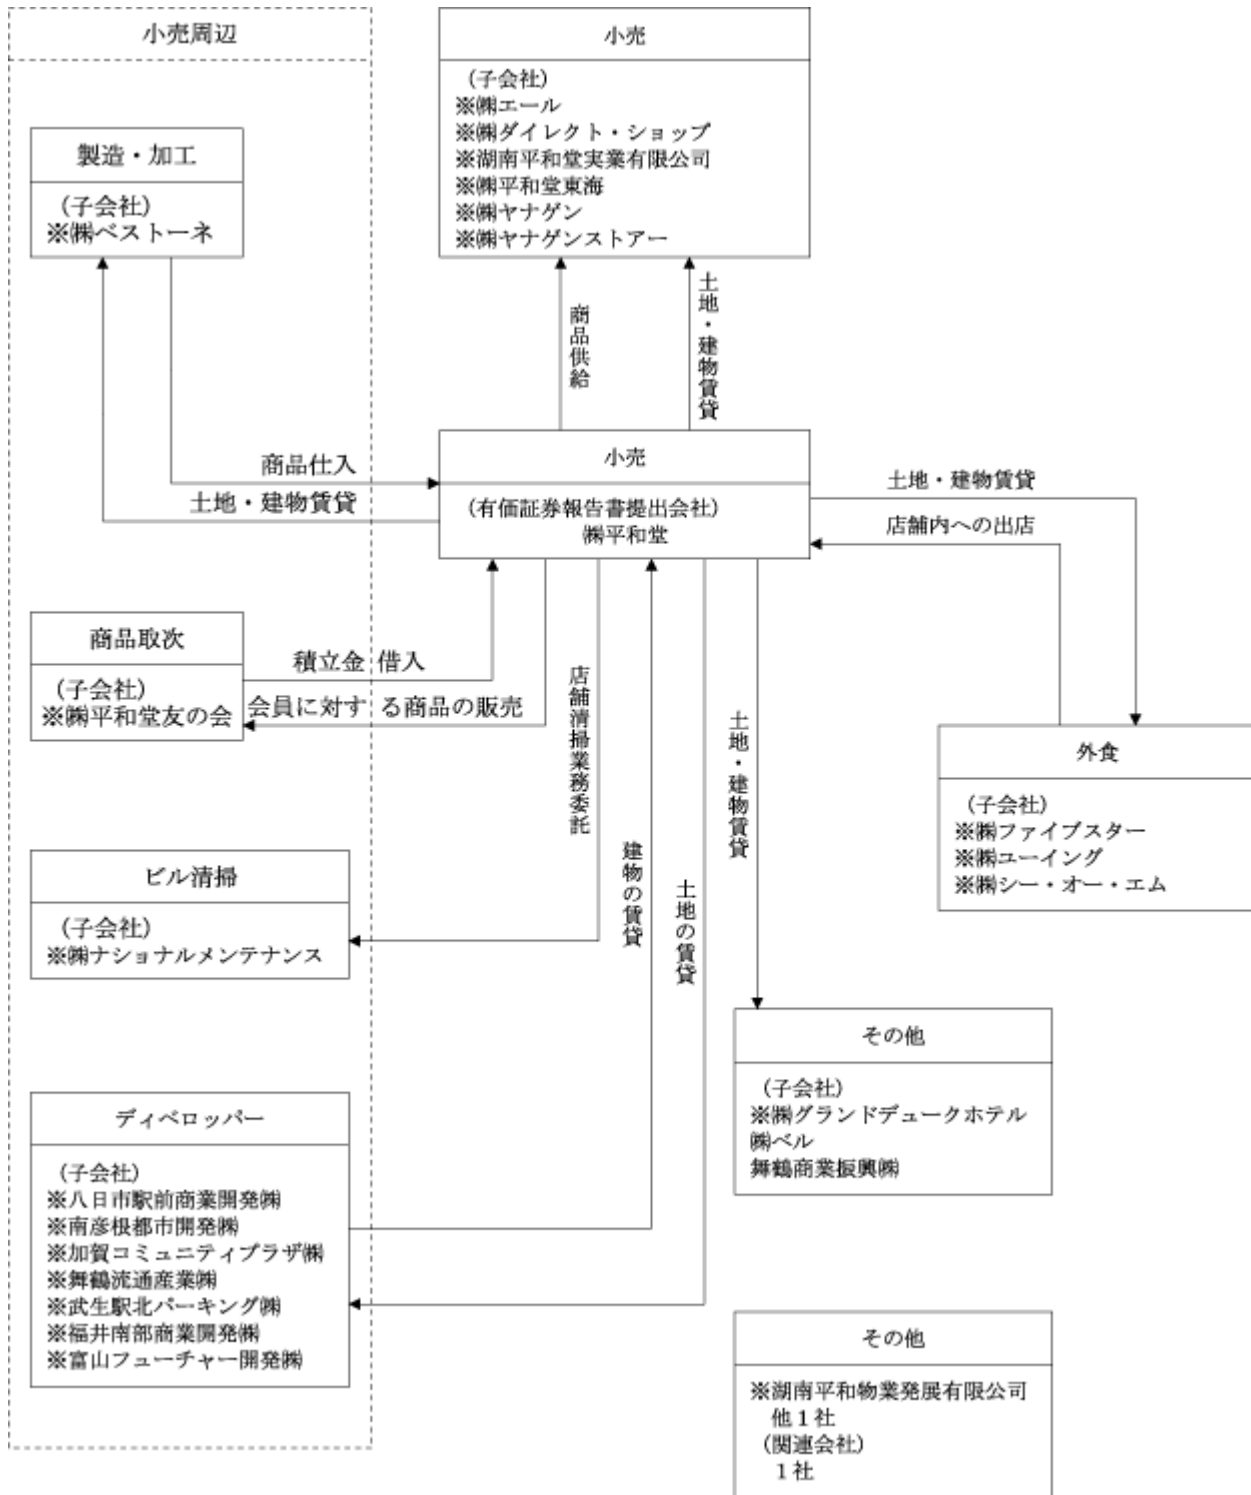 小売周辺
製造・加工
(子会社)
※㈱ベストーネ
小売
(子会社)
※㈱エール
※㈱ダイレクト・ショップ
※湖南平和堂実業有限公司
※㈱平和堂東海
※㈱ヤナゲン
※㈱ヤナゲンストアー
商品供給
土地・建物賃貸
商品仕入
土地・建物賃貸
小売
(有価証券報告書提出会社)
㈱平和堂
土地・建物賃貸
店舗内への出店
商品取次
(子会社)
※㈱平和堂友の会
積立金 借入
会員に対す る商品の販売
店舗清掃業務委託
建物の賃貸
土地の賃貸
土地・建物賃貸
外食
(子会社)
※㈱ファイブスター
※㈱ユーイング
※㈱シー・オー・エム
ビル清掃
(子会社)
※㈱ナショナルメンテナンス
その他
(子会社)
※㈱グランドデュークホテル
㈱ベル
舞鶴商業振興㈱
ディベロッパー
(子会社)
※八日市駅前商業開発㈱
※南彦根都市開発㈱
※加賀コミュニティプラザ㈱
※舞鶴流通産業㈱
※武生駅北パーキング㈱
※福井南部商業開発㈱
※富山フューチャー開発㈱
その他
※湖南平和物業発展有限公司
他1社
(関連会社)
1社